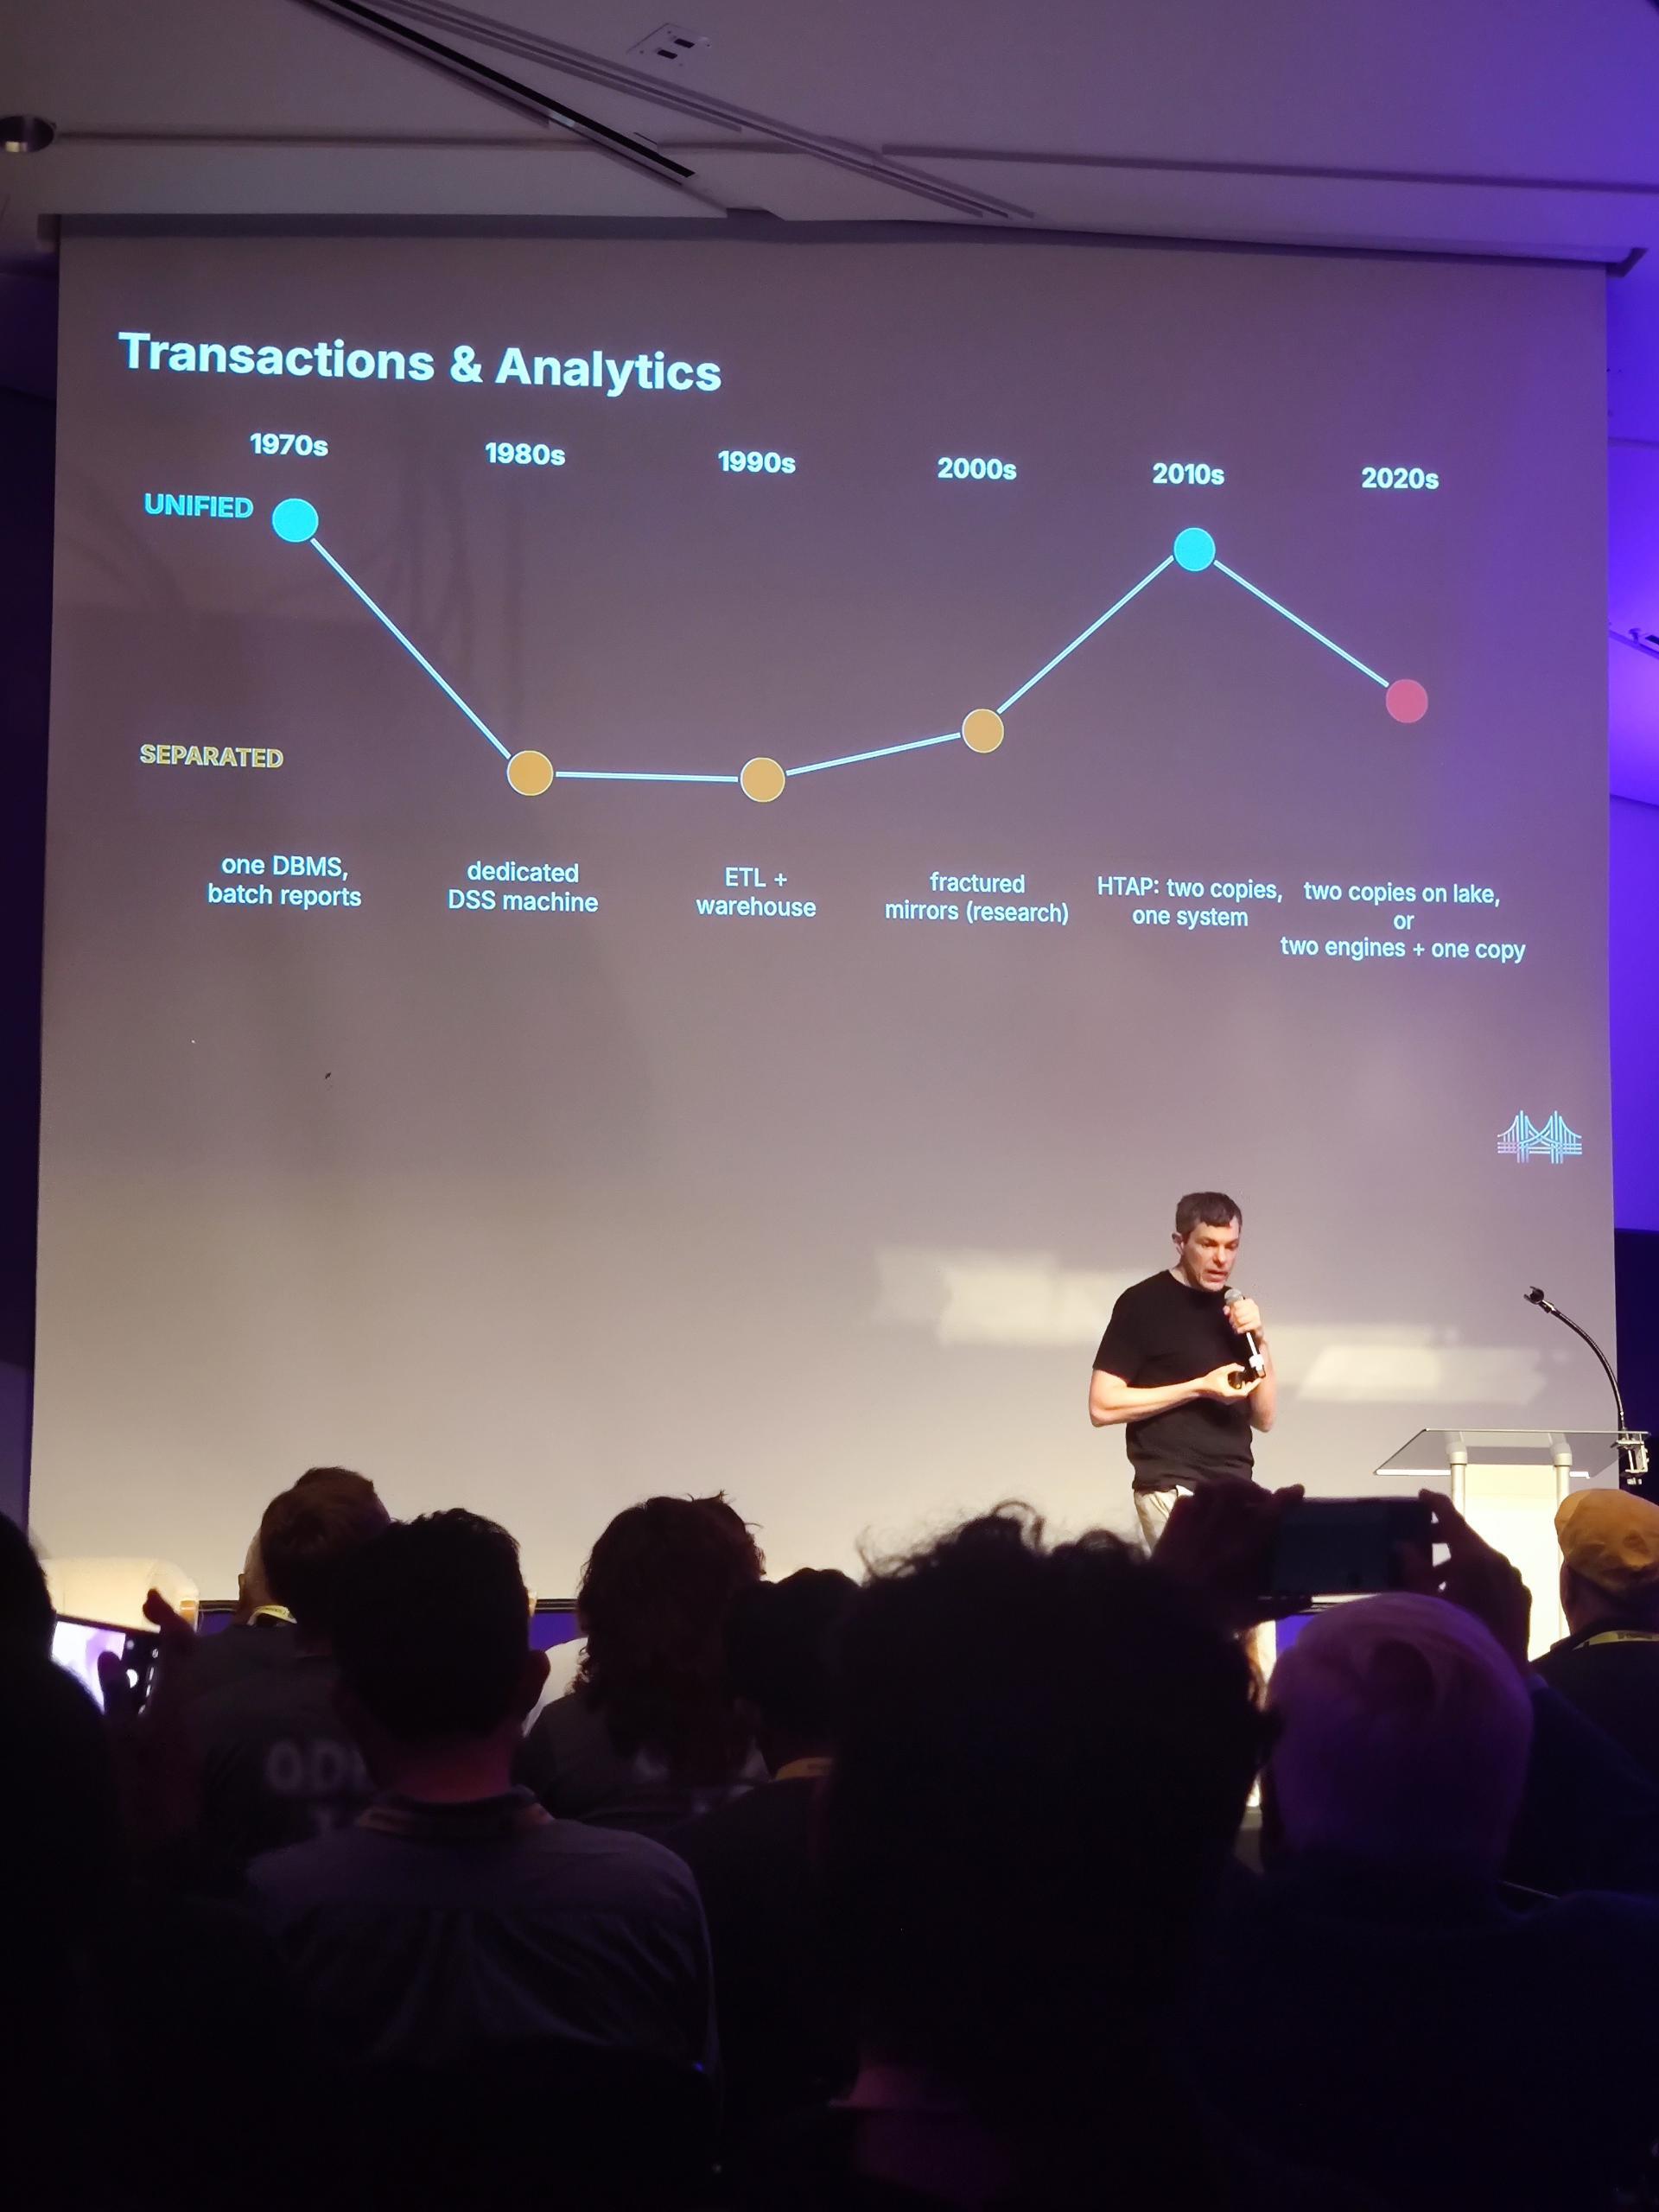 Transactions & Analytics
1970s
1980s
1990s
2000s
2010s
2020s
UNIFIED
SEPARATED
one DBMS,
batch reports
dedicated
DSS machine
ETL +
warehouse
fractured
mirrors (research)
HTAP: two copies,
one system
two copies on lake,
or
two engines + one copy